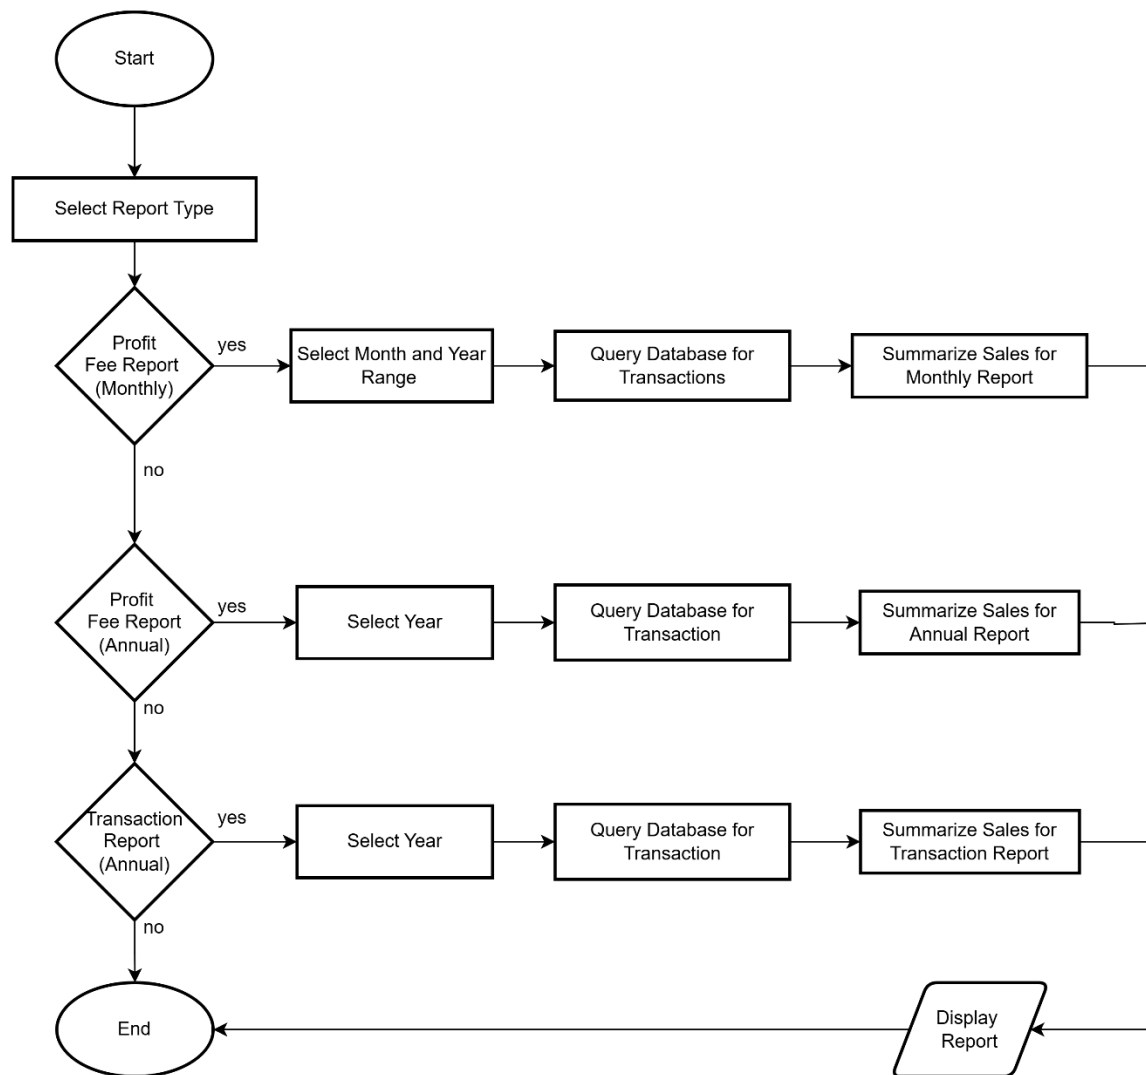 Start
Select Report Type
Profit
Fee Report
(Monthly)
yes
Select Month and Year
Range
Query Database for
Transactions
Summarize Sales for
Monthly Report
no
Profit
Fee Report
(Annual)
yes
Select Year
Query Database for
Transaction
Summarize Sales for
Annual Report
no
Transaction
Report
(Annual)
yes
Select Year
Query Database for
Transaction
Summarize Sales for
Transaction Report
no
End
Display
Report